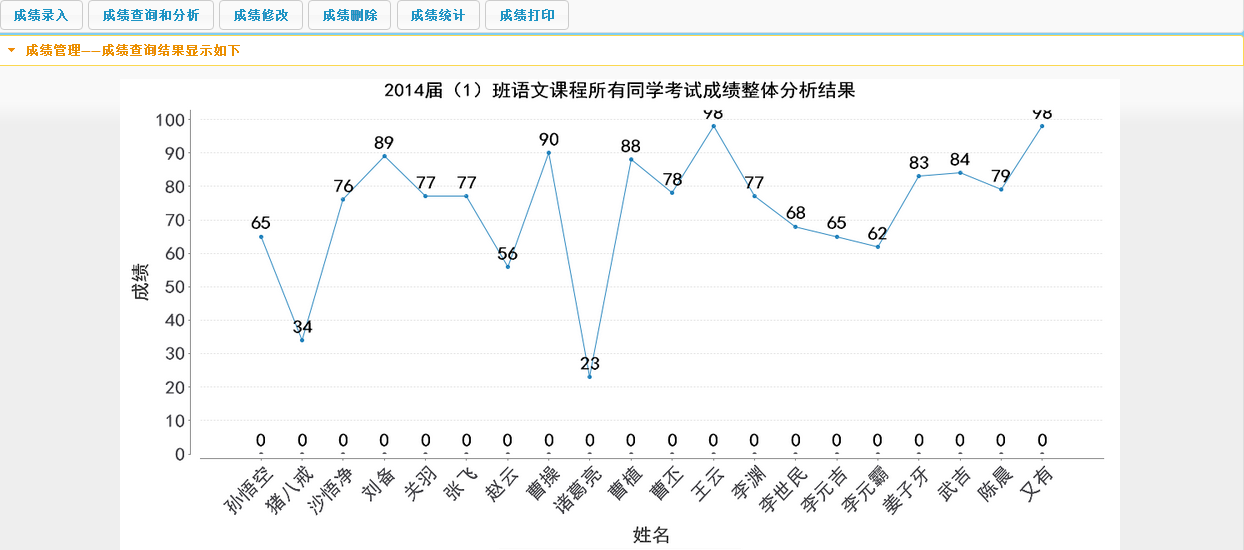 成绩录入 成绩查询和分析 成绩修改 成绩删除 成绩统计 成绩打印
成绩管理——成绩查询结果显示如下
2014届（1）班语文课程所有同学考试成绩整体分析结果
100
90
80
70
60
50
40
30
20
10
0
成绩
65 34 76 89 77 77 56 90 23 88 78 98 77 68 65 62 83 84 79 98
0 0 0 0 0 0 0 0 0 0 0 0 0 0 0 0 0 0 0 0
孙悟空 猪八戒 沙悟净 刘备 关羽 张飞 赵云 曹操 诸葛亮 曹植 曹丕 王云 李渊 李世民 李元吉 李元霸 姜子牙 武吉 陈晨 又有
姓名